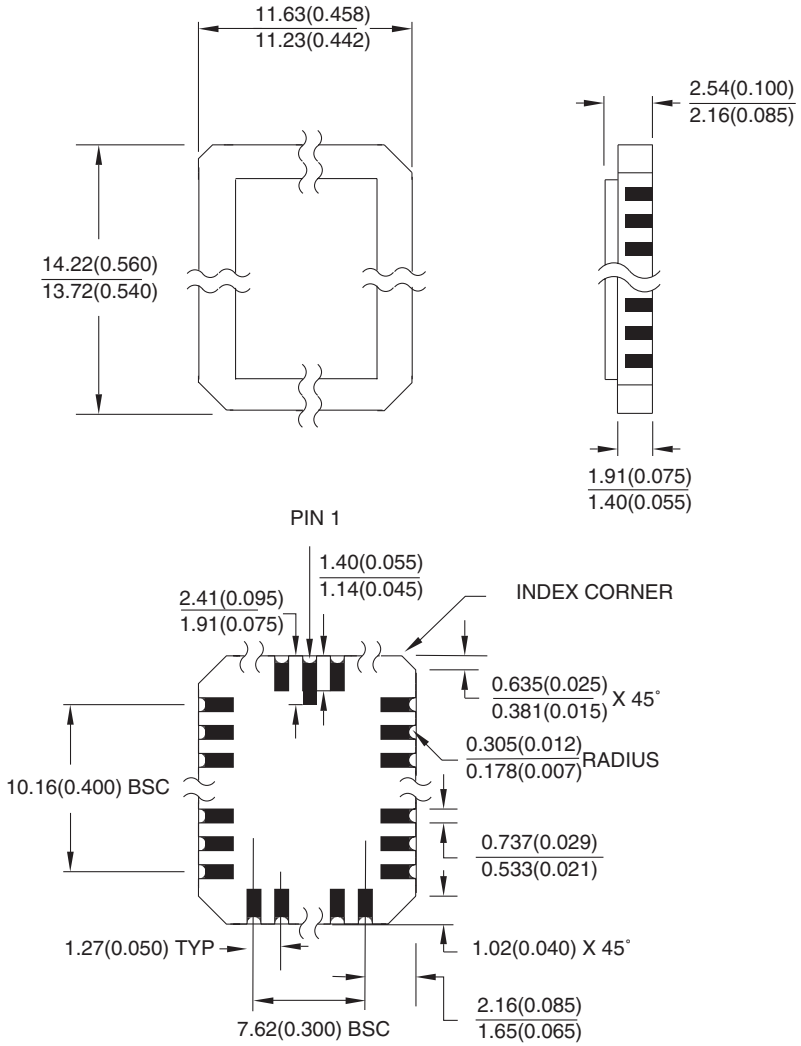 11.63(0.458)
11.23(0.442)
2.54(0.100)
2.16(0.085)
14.22(0.560)
13.72(0.540)
1.91(0.075)
1.40(0.055)
PIN 1
1.40(0.055)
1.14(0.045)
INDEX CORNER
2.41(0.095)
1.91(0.075)
0.635(0.025)
0.381(0.015) X 45°
0.305(0.012)
0.178(0.007) RADIUS
10.16(0.400) BSC
0.737(0.029)
0.533(0.021)
1.27(0.050) TYP
1.02(0.040) X 45°
2.16(0.085)
1.65(0.065)
7.62(0.300) BSC